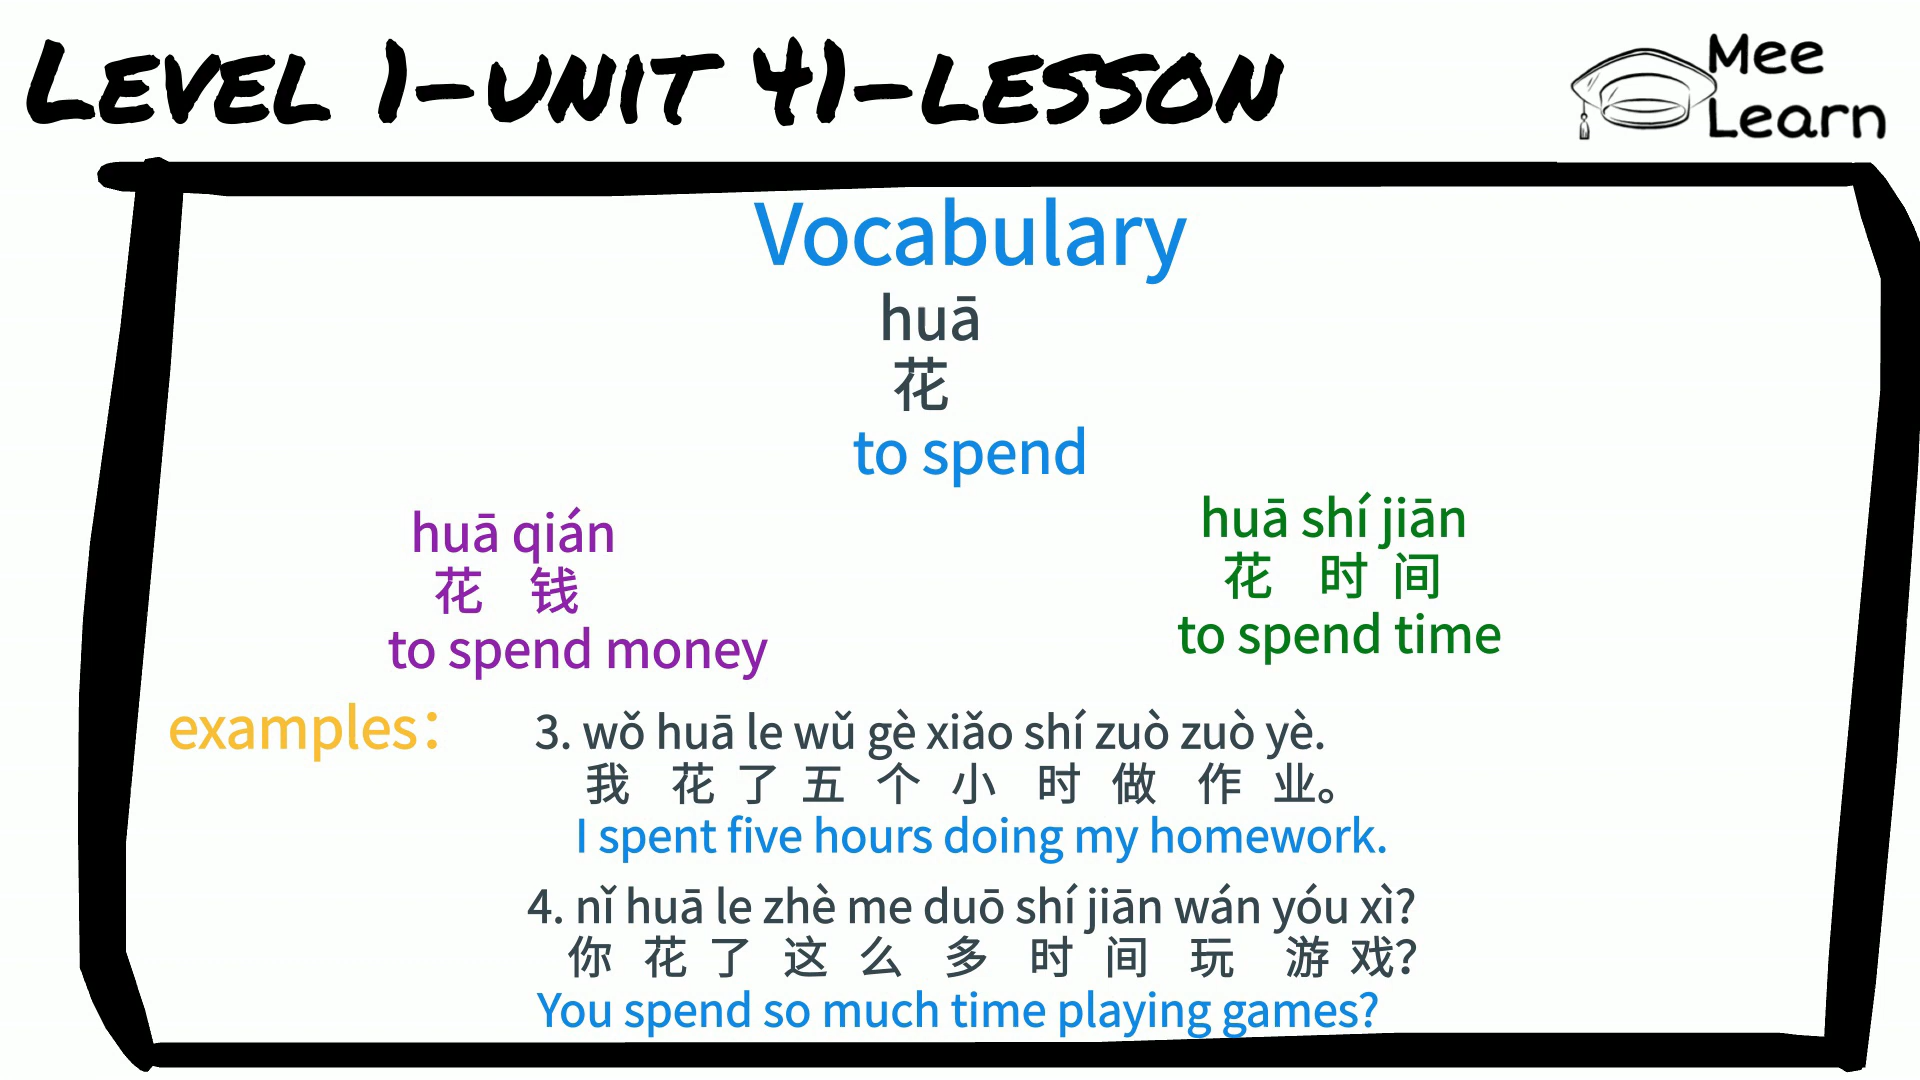 LEVEL 1-UNIT 41-LESSON
Mee
Learn
Vocabulary
huā
花
to spend
huā qián
花 钱
to spend money
huā shí jiān
花 时 间
to spend time
examples：
3. wǒ huā le wǔ gè xiǎo shí zuò zuò yè.
我 花 了 五 个 小 时 做 作 业。
I spent five hours doing my homework.
4. nǐ huā le zhè me duō shí jiān wán yóu xì?
你 花 了 这 么 多 时 间 玩 游 戏?
You spend so much time playing games?